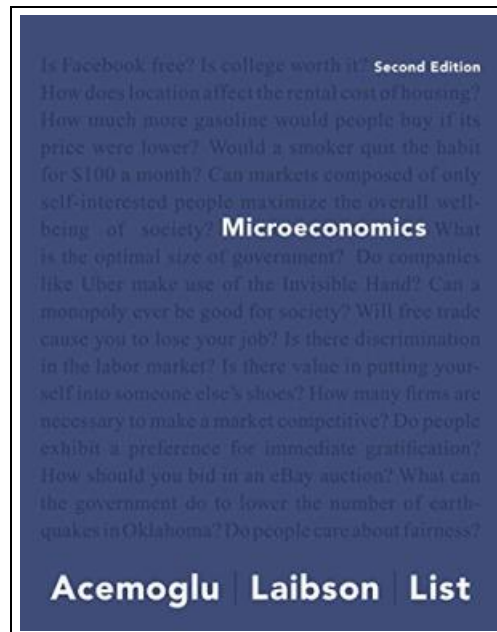 Is Facebook free? Is college worth it? Second Edition
How does location affect the rental cost of housing?
How much more gasoline would people buy if its
price were lower? Would a smoker quit the habit
for $100 a month? Can markets composed of only
self-interested people maximize the overall well-
being of society? Microeconomics What
is the optimal size of government? Do companies
like Uber make use of the Invisible Hand? Can a
monopoly ever be good for society? Will free trade
cause you to lose your job? Is there discrimination
in the labor market? Is there value in putting your-
self into someone else's shoes? How many firms are
necessary to make a market competitive? Do people
exhibit a preference for immediate gratification?
How should you bid in an eBay auction? What can
the government do to lower the number of earth-
quakes in Oklahoma? Do people care about fairness?
Acemoglu | Laibson | List